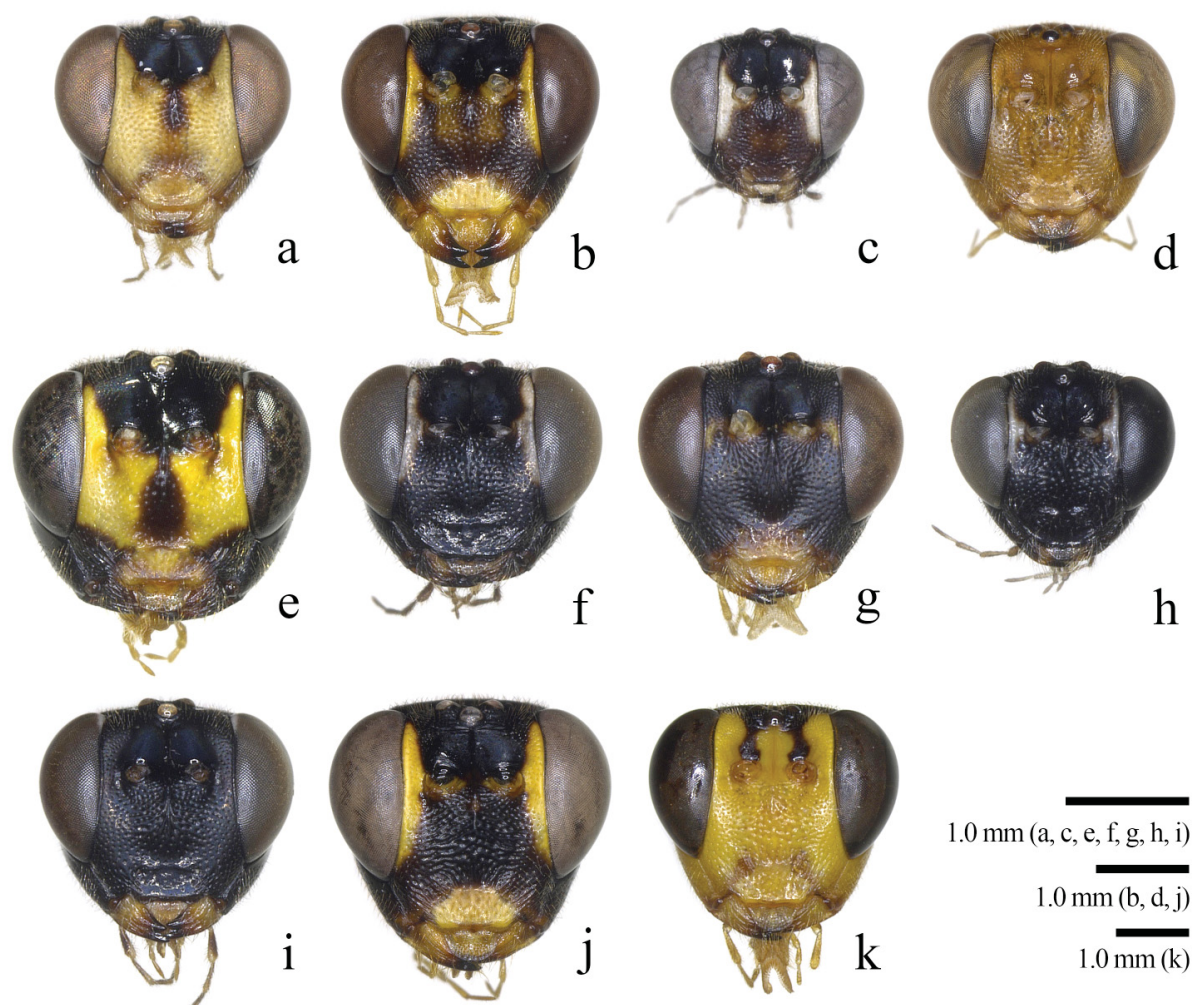 a
b
c
d
e
f
g
h
i
j
k
1.0 mm (a, c, e, f, g, h, i)
1.0 mm (b, d, j)
1.0 mm (k)